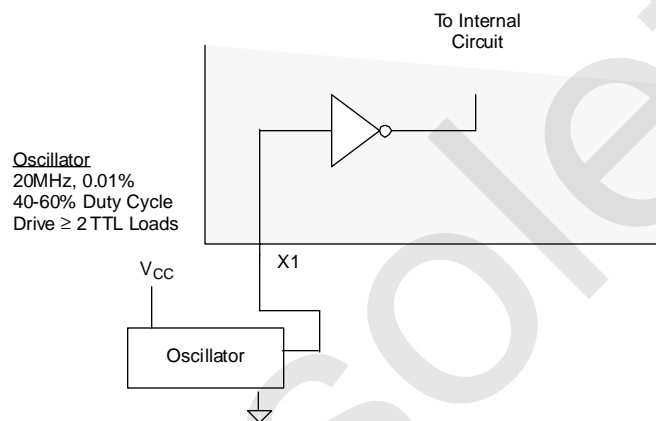 To Internal
Circuit
Oscillator
20MHz, 0.01%
40-60% Duty Cycle
Drive ≥ 2 TTL Loads
X1
VCC
Oscillator